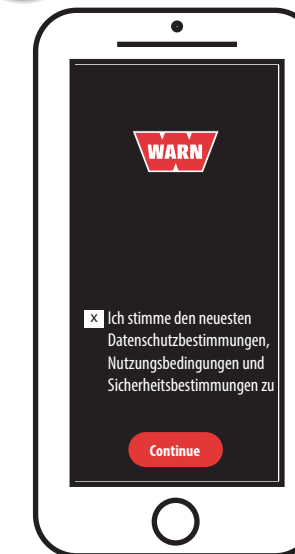 WARN
x Ich stimme den neuesten
Datenschutzbestimmungen,
Nutzungsbedingungen und
Sicherheitsbestimmungen zu
Continue